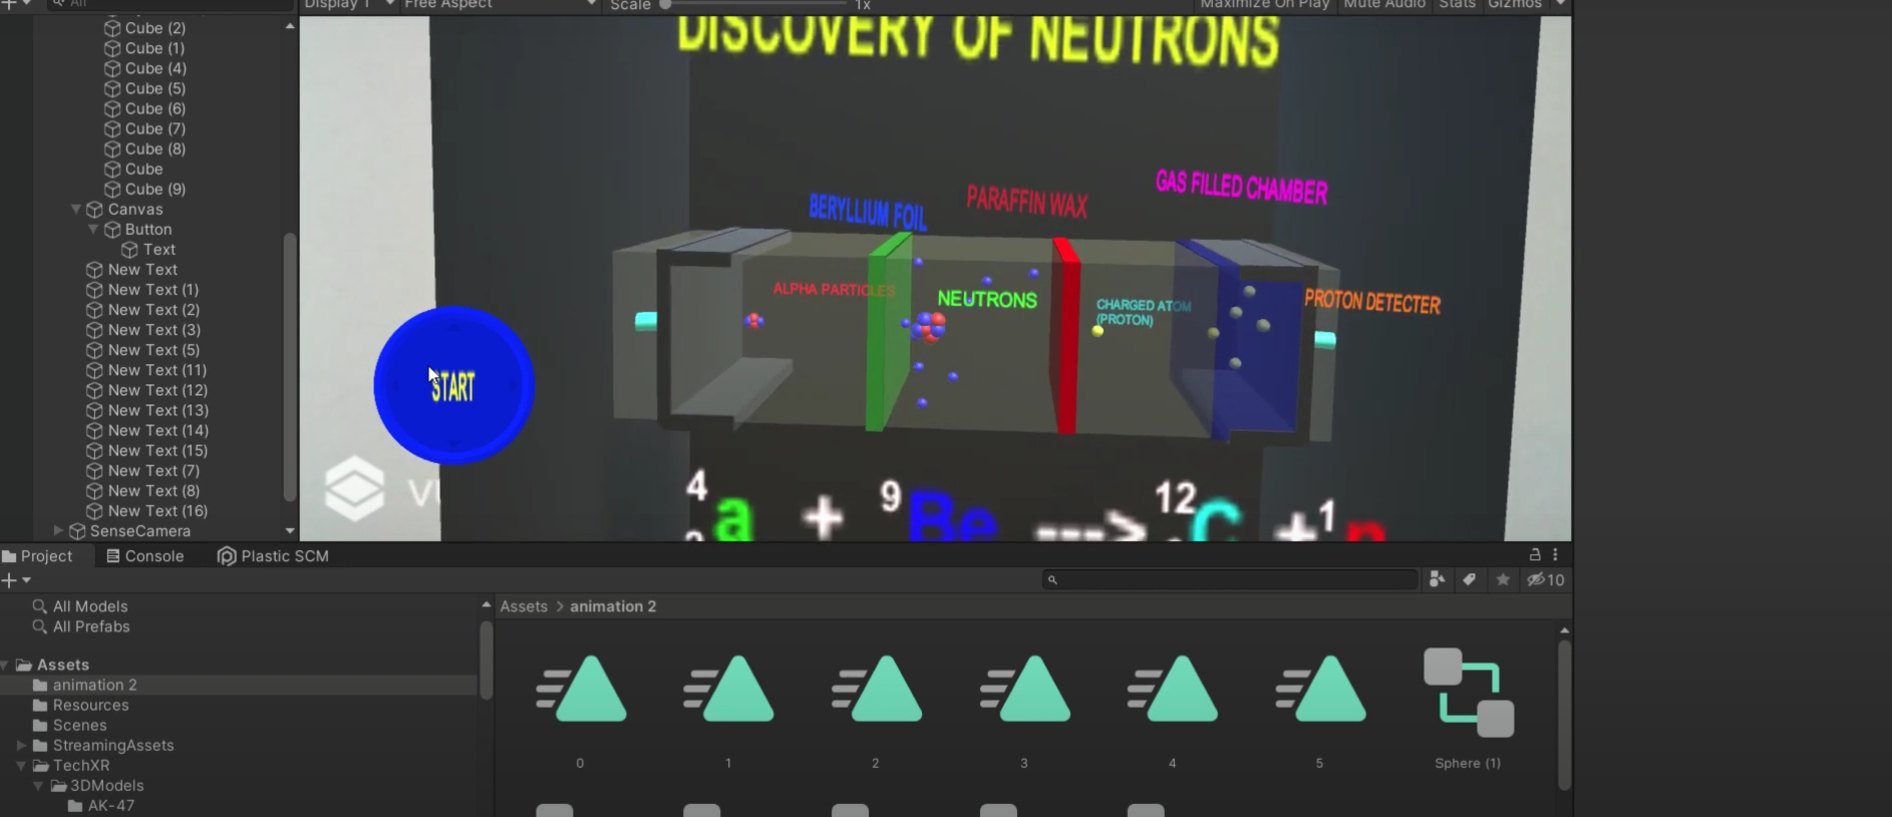 All
Display 1
Free Aspect
Scale
1x
Maximize On Play
Mute Audio
Stats
Gizmos
Cube (2)
Cube (1)
Cube (4)
Cube (5)
Cube (6)
Cube (7)
Cube (8)
Cube
Cube (9)
Canvas
Button
Text
New Text
New Text (1)
New Text (2)
New Text (3)
New Text (5)
New Text (11)
New Text (12)
New Text (13)
New Text (14)
New Text (15)
New Text (7)
New Text (8)
New Text (16)
SenseCamera
DISCOVERY OF NEUTRONS
GAS FILLED CHAMBER
PARAFFIN WAX
BERYLLIUM FOIL
ALPHA PARTICLES
NEUTRONS
CHARGED ATOM
(PROTON)
PROTON DETECTER
START
4 a + 9 Be ---> 12 C + 1 n
Project
Console
Plastic SCM
10
All Models
All Prefabs
Assets
animation 2
Resources
Scenes
StreamingAssets
TechXR
3DModels
AK-47
Assets > animation 2
0
1
2
3
4
5
Sphere (1)